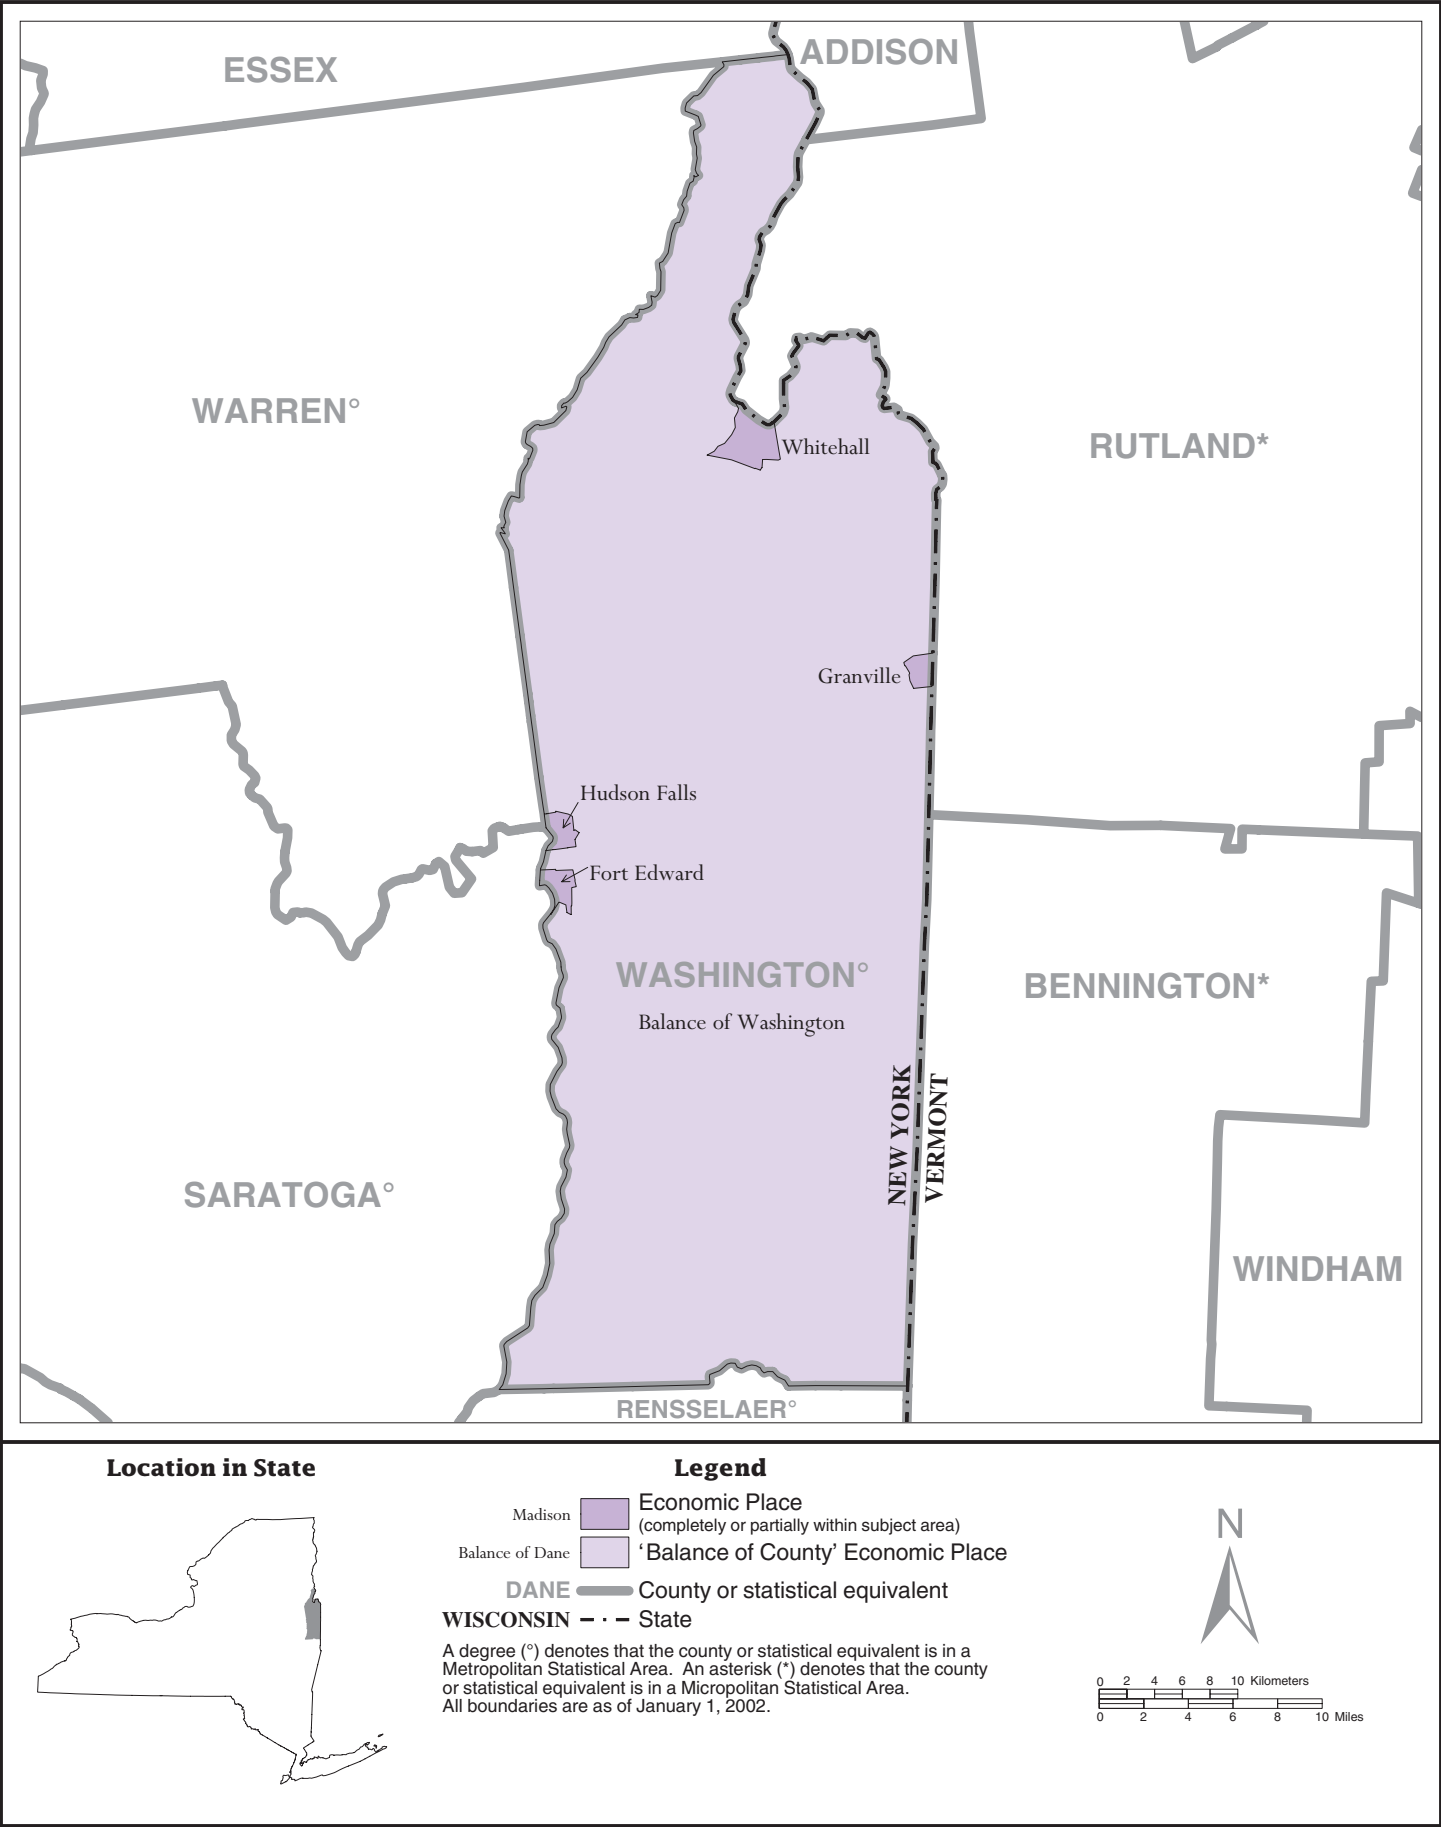 ESSEX
ADDISON
WARREN°
RUTLAND*
Whitehall
Granville
Hudson Falls
Fort Edward
WASHINGTON°
Balance of Washington
BENNINGTON*
NEW YORK
VERMONT
SARATOGA°
WINDHAM
RENSSELAER°
Location in State
Legend
Madison
Economic Place
(completely or partially within subject area)
Balance of Dane
‘Balance of County’ Economic Place
DANE
County or statistical equivalent
WISCONSIN
State
A degree (°) denotes that the county or statistical equivalent is in a
Metropolitan Statistical Area.  An asterisk (*) denotes that the county
or statistical equivalent is in a Micropolitan Statistical Area.
All boundaries are as of January 1, 2002.
N
0 2 4 6 8 10 Kilometers
0 2 4 6 8 10 Miles